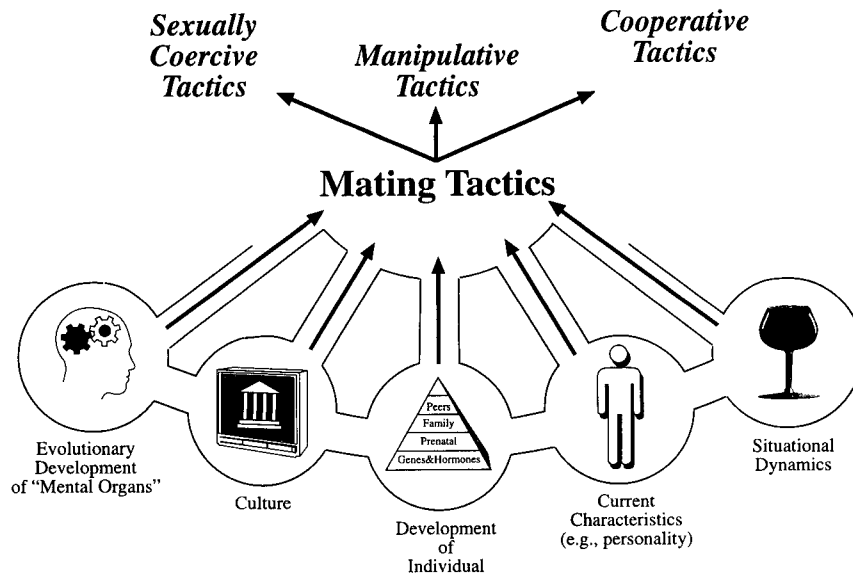 Sexually
Coercive
Tactics
Manipulative
Tactics
Cooperative
Tactics
Mating Tactics
Evolutionary
Development
of “Mental Organs”
Culture
Peers
Family
Prenatal
Genes&Hormones
Development
of
Individual
Current
Characteristics
(e.g., personality)
Situational
Dynamics